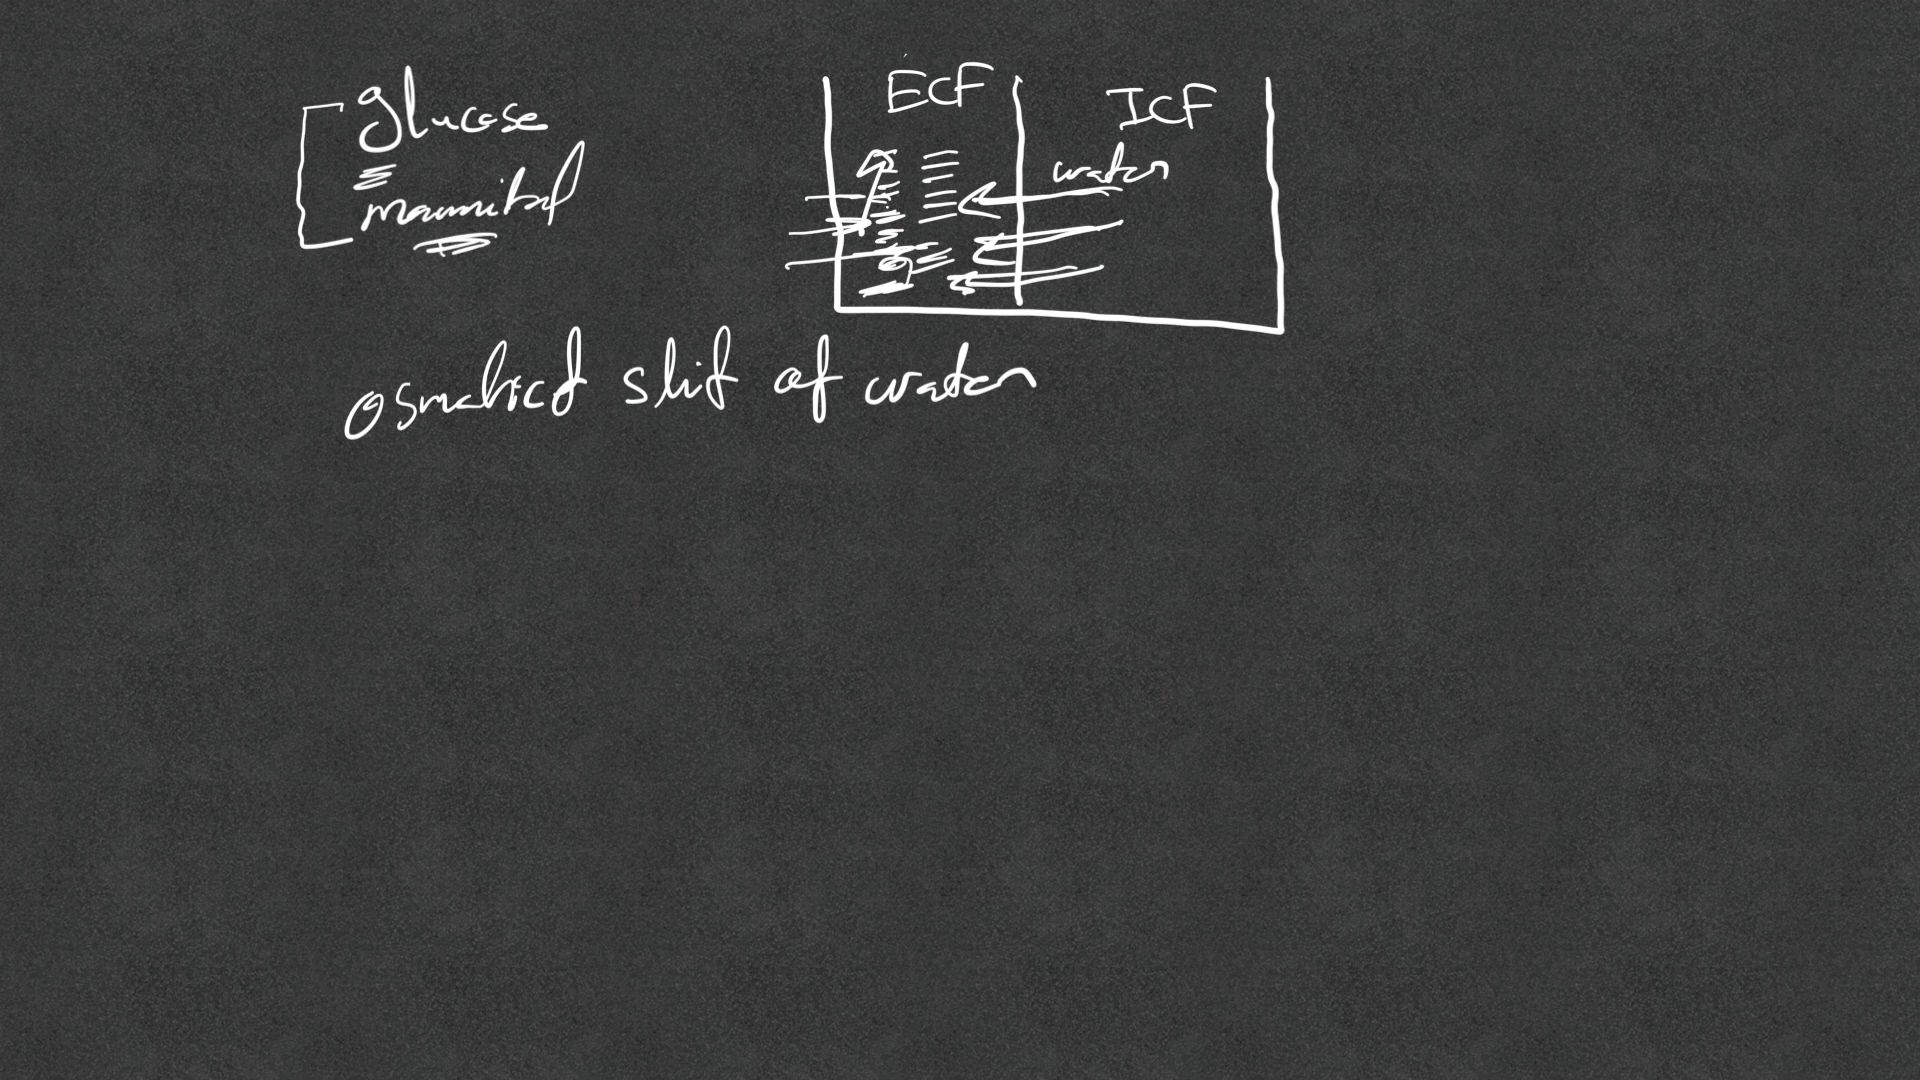 glucose
mannitol
ECF
ICF
water
osmotic shift of water